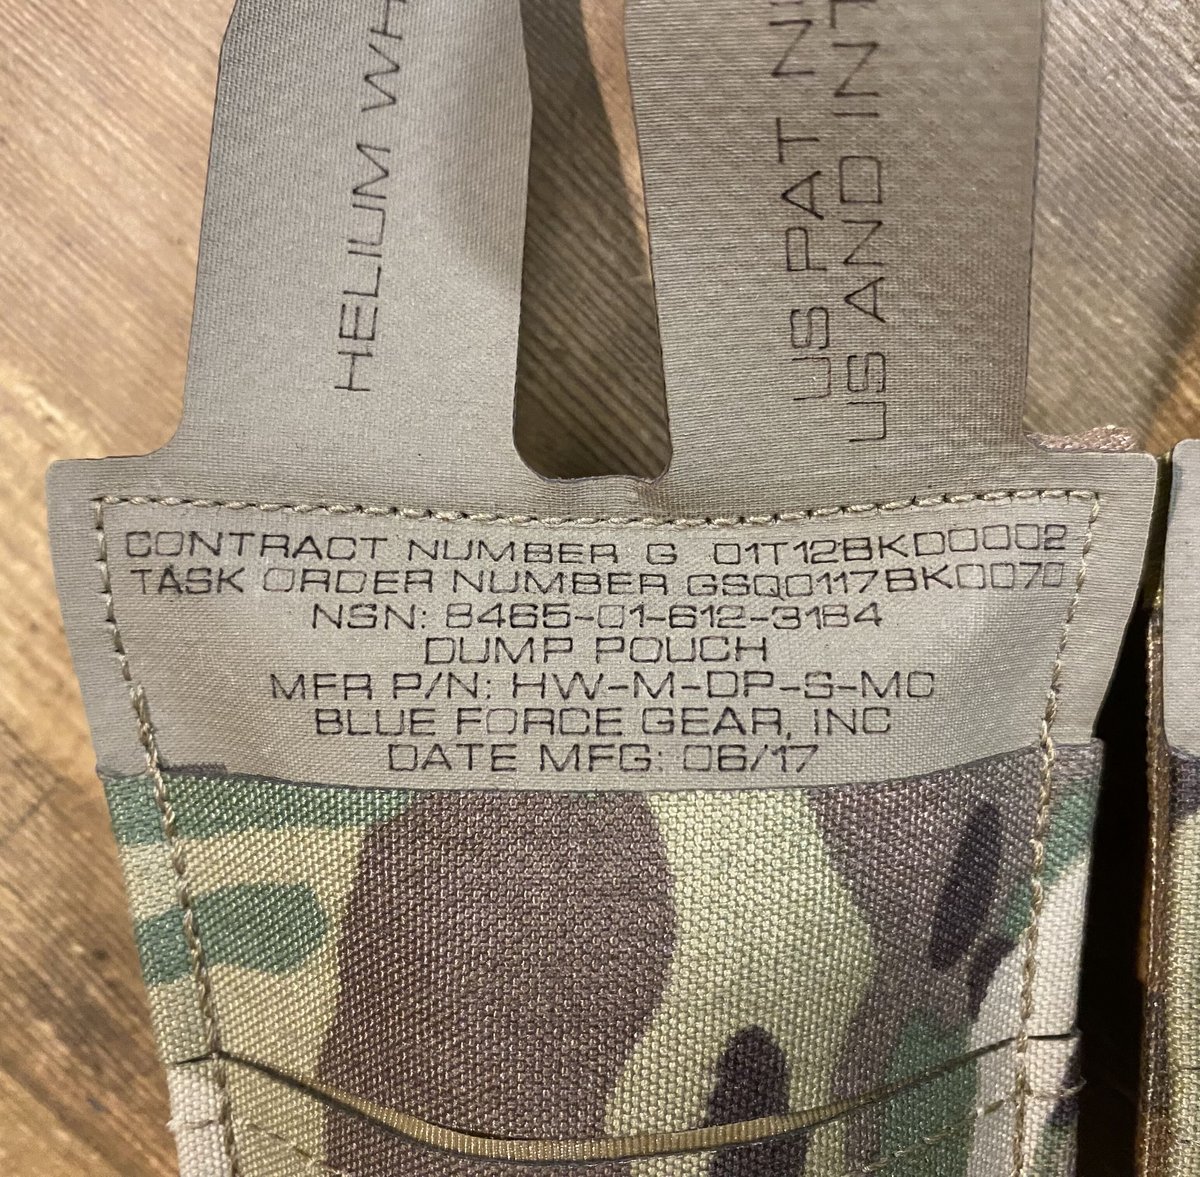 HELIUM WH
US PAT N
US AND INT
CONTRACT NUMBER G 01T12BKD0002
TASK ORDER NUMBER GSQ0117BK0070
NSN: 8465-01-612-3184
DUMP POUCH
MFR P/N: HW-M-DP-S-MC
BLUE FORCE GEAR, INC
DATE MFG: 06/17